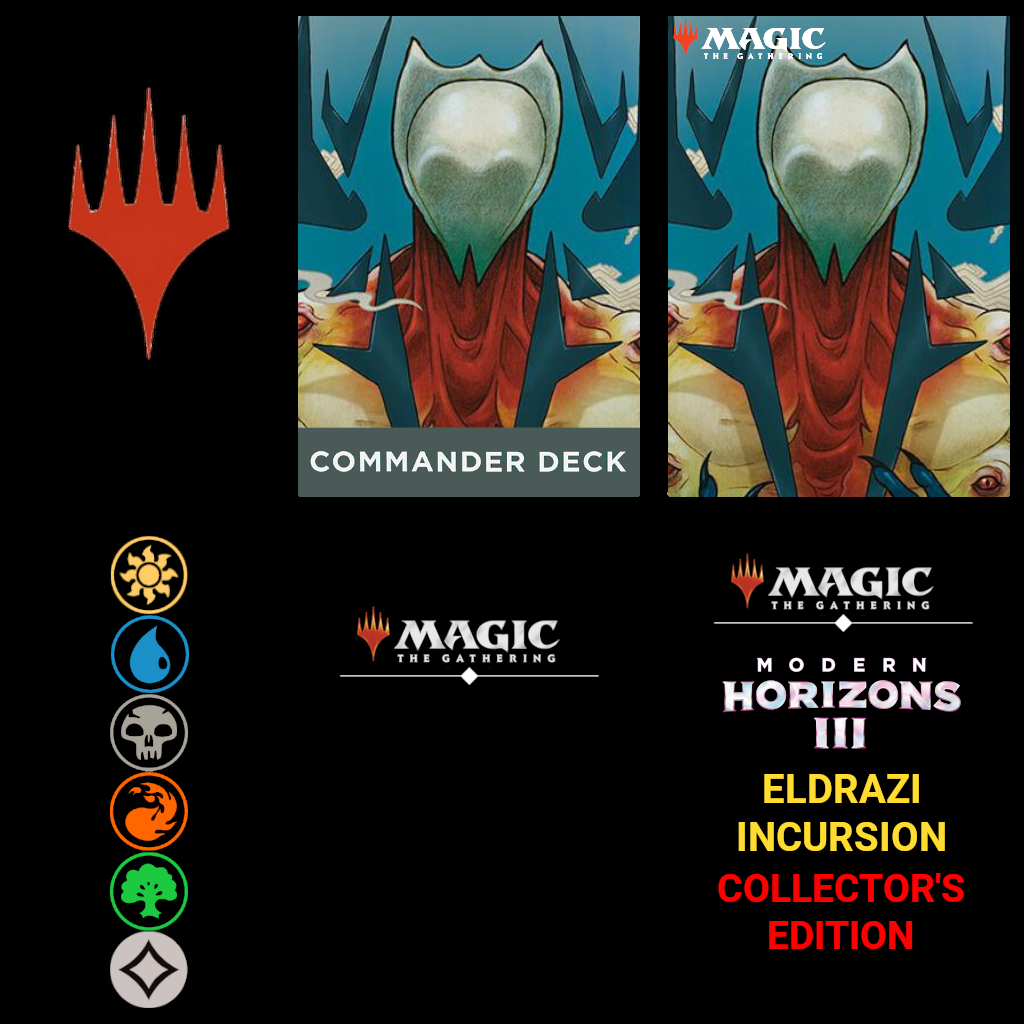 MAGIC
THE GATHERING
COMMANDER DECK
MAGIC
THE GATHERING
MAGIC
THE GATHERING
MODERN
HORIZONS
III
ELDRAZI
INCURSION
COLLECTOR'S
EDITION